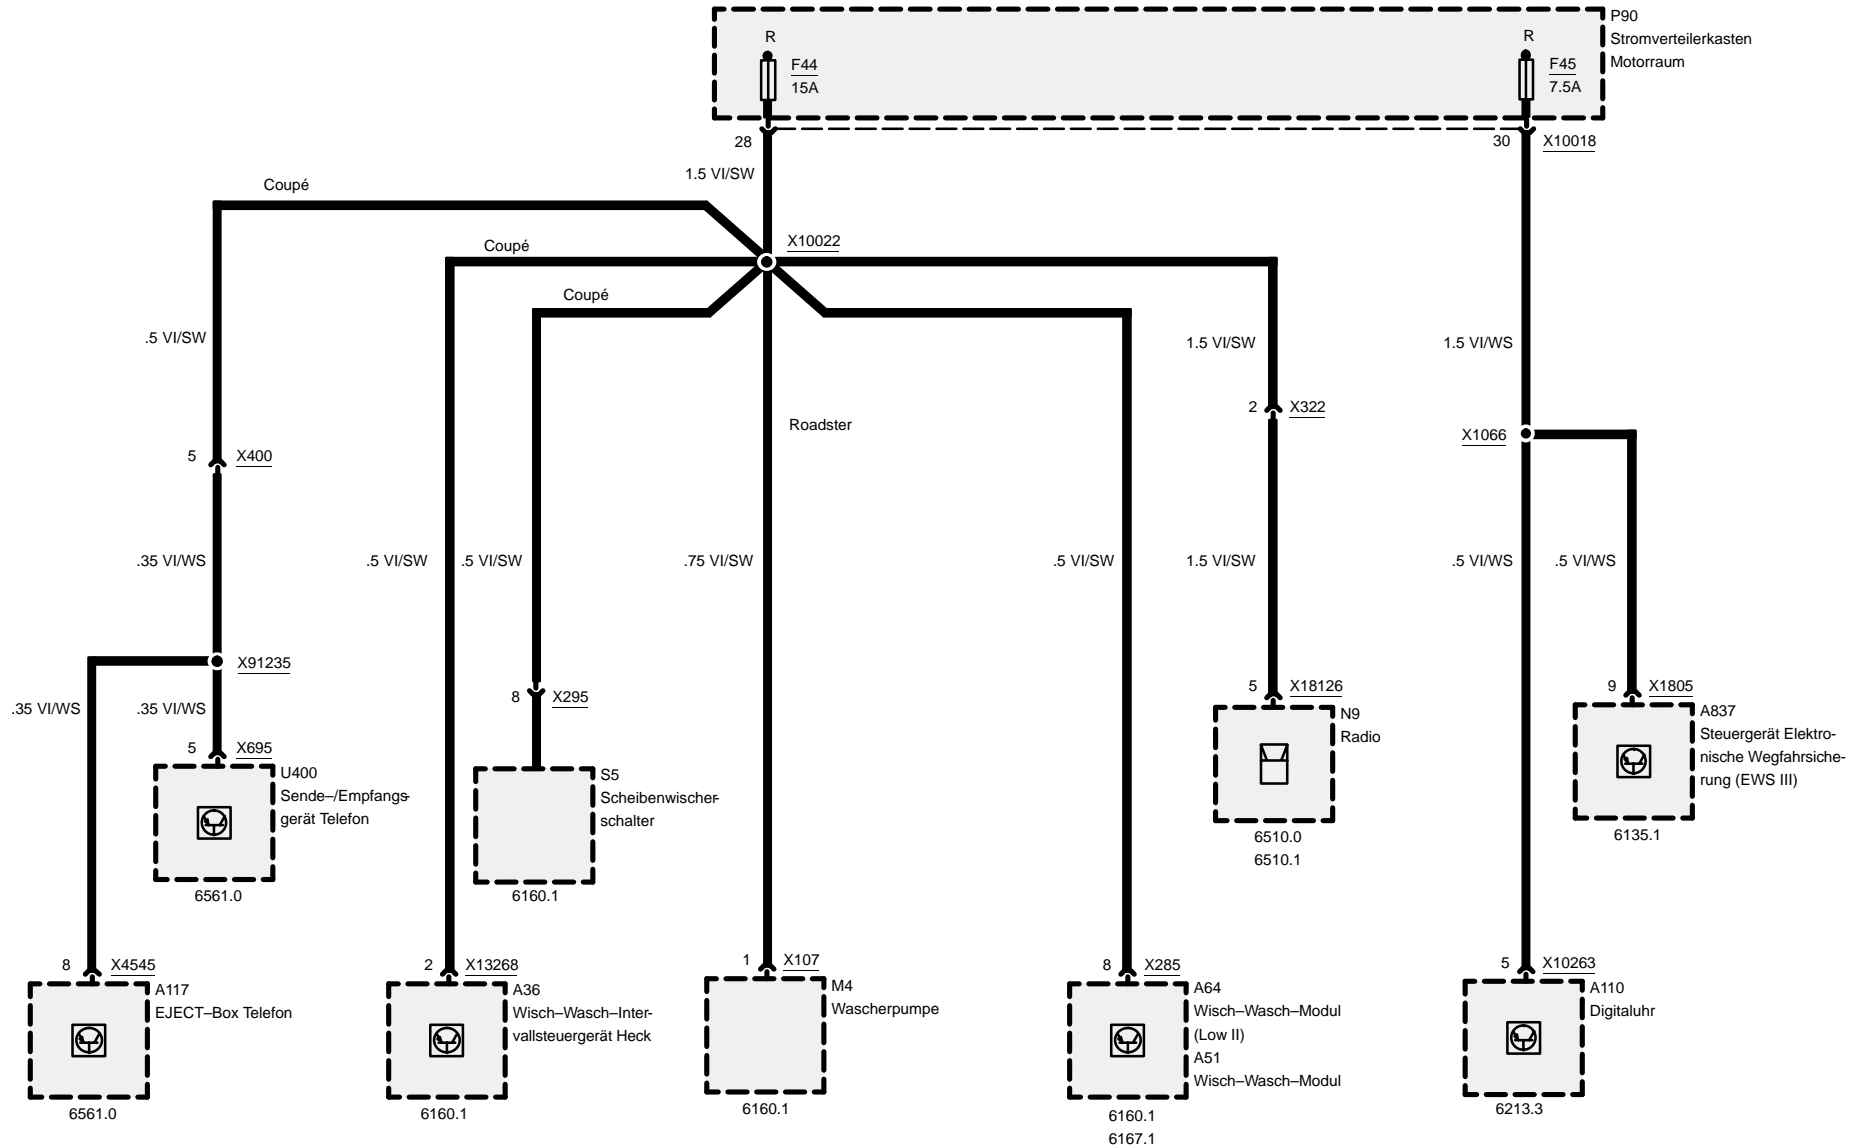 P90
Stromverteilerkasten
Motorraum
R
F44
15A
R
F45
7.5A
28
30
X10018
1.5 VI/SW
Coupé
X10022
Coupé
Coupé
.5 VI/SW
1.5 VI/SW
1.5 VI/WS
2
X322
Roadster
X1066
5
X400
.35 VI/WS
.5 VI/SW
.5 VI/SW
.75 VI/SW
.5 VI/SW
1.5 VI/SW
.5 VI/WS
.5 VI/WS
X91235
.35 VI/WS
.35 VI/WS
8
X295
5
X18126
9
X1805
N9
Radio
A837
Steuergerät Elektro-
nische Wegfahrsiche-
rung (EWS III)
5
X695
U400
Sende–/Empfangs-
gerät Telefon
S5
Scheibenwischer-
schalter
6510.0
6510.1
6135.1
6561.0
6160.1
8
X4545
2
X13268
1
X107
8
X285
5
X10263
A117
EJECT–Box Telefon
A36
Wisch–Wasch–Inter-
vallsteuergerät Heck
M4
Wascherpumpe
A64
Wisch–Wasch–Modul
(Low II)
A51
Wisch–Wasch–Modul
A110
Digitaluhr
6561.0
6160.1
6160.1
6160.1
6167.1
6213.3